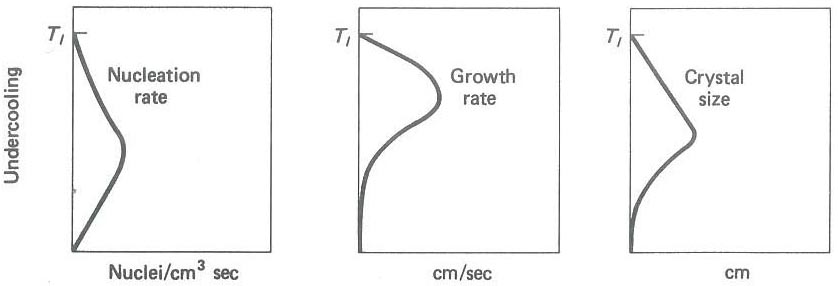 Undercooling
T_l
Nucleation
rate
Nuclei/cm³ sec
T_l
Growth
rate
cm/sec
T_l
Crystal
size
cm